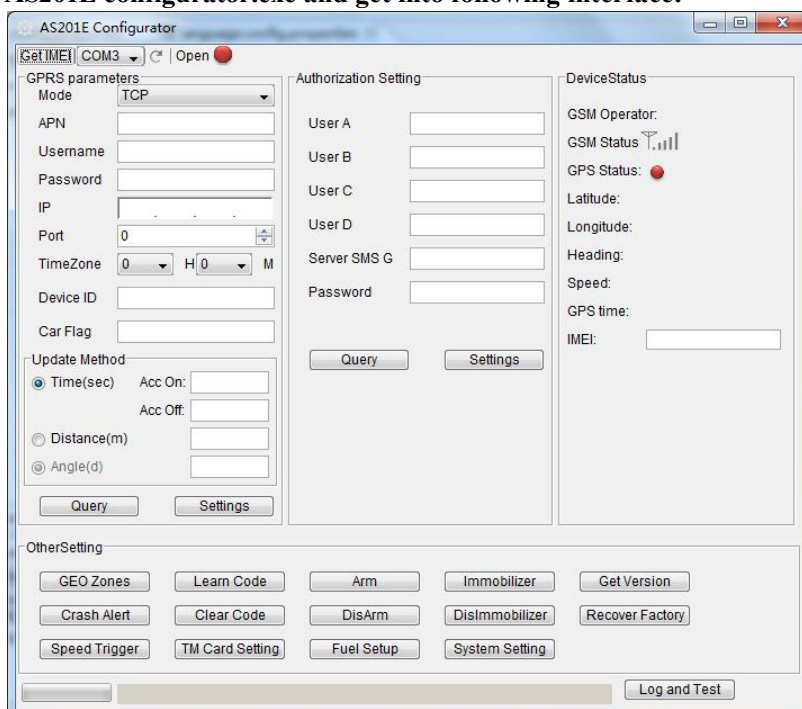 AS201E configurator.exe and get into following interface:
AS201E Configurator
Get IMEI COM3 Open
GPRS parameters
Mode TCP
APN
Username
Password
IP . . .
Port 0
TimeZone 0 H 0 M
Device ID
Car Flag
Update Method
Time(sec) Acc On:
Acc Off:
Distance(m)
Angle(d)
Query Settings
Authorization Setting
User A
User B
User C
User D
Server SMS G
Password
Query Settings
DeviceStatus
GSM Operator:
GSM Status
GPS Status:
Latitude:
Longitude:
Heading:
Speed:
GPS time:
IMEI:
OtherSetting
GEO Zones Learn Code Arm Immobilizer Get Version
Crash Alert Clear Code DisArm DisImmobilizer Recover Factory
Speed Trigger TM Card Setting Fuel Setup System Setting
Log and Test